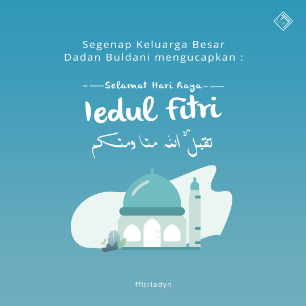 Segenap Keluarga Besar
Dadan Buldani mengucapkan :
Selamat Hari Raya
Iedul Fitri
تقبل الله منا ومنكم
ffitriadyn